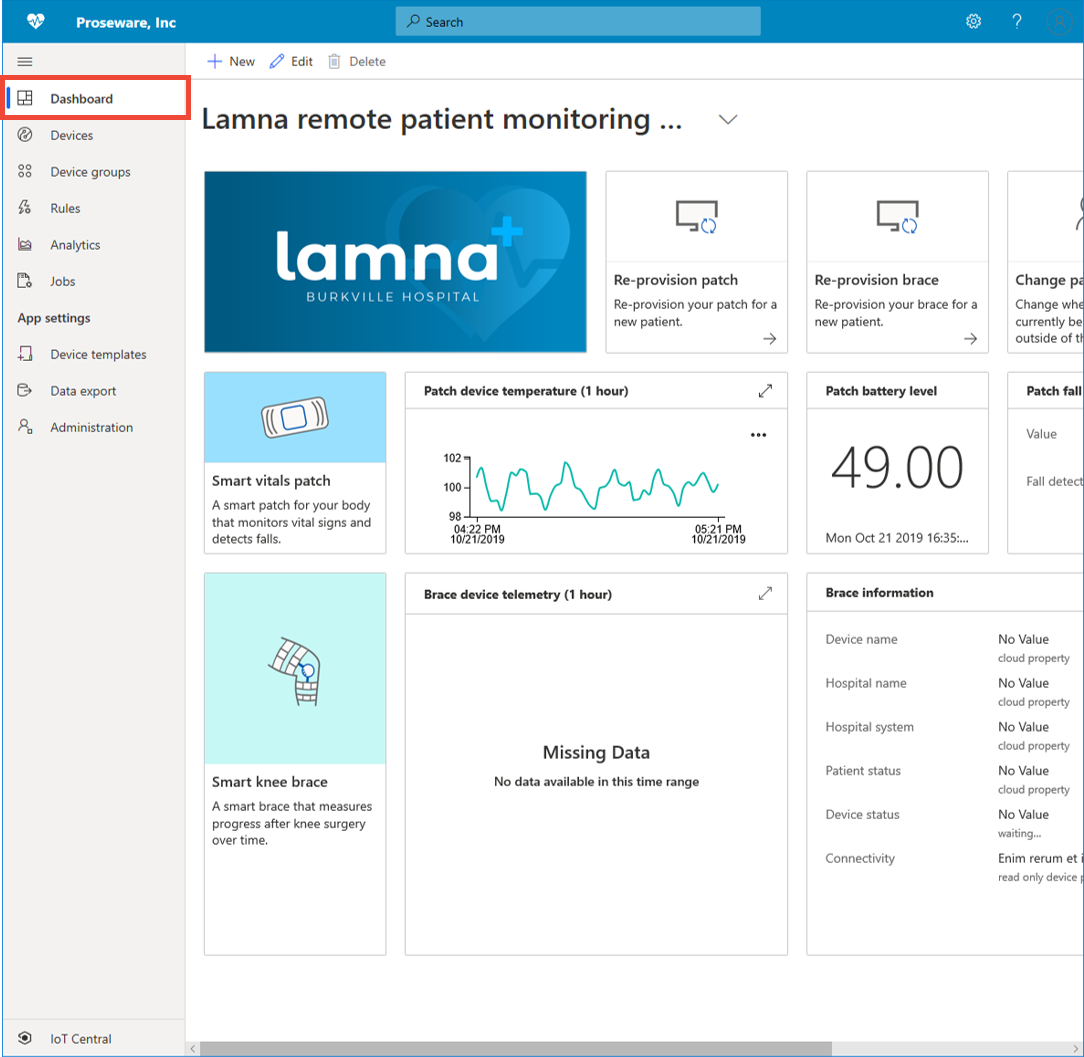 Proseware, Inc
Search
New
Edit
Delete
Dashboard
Devices
Device groups
Rules
Analytics
Jobs
App settings
Device templates
Data export
Administration
IoT Central
Lamna remote patient monitoring ...
lamna
BURKVILLE HOSPITAL
Re-provision patch
Re-provision your patch for a
new patient.
Re-provision brace
Re-provision your brace for a
new patient.
Change pa
Change whe
currently be
outside of th
Smart vitals patch
A smart patch for your body
that monitors vital signs and
detects falls.
Patch device temperature (1 hour)
102
100
98
04:22 PM
10/21/2019
05:21 PM
10/21/2019
Patch battery level
49.00
Mon Oct 21 2019 16:35:...
Patch fall
Value
Fall detect
Smart knee brace
A smart brace that measures
progress after knee surgery
over time.
Brace device telemetry (1 hour)
Missing Data
No data available in this time range
Brace information
Device name
No Value
cloud property
Hospital name
No Value
cloud property
Hospital system
No Value
cloud property
Patient status
No Value
cloud property
Device status
No Value
waiting...
Connectivity
Enim rerum et i
read only device p